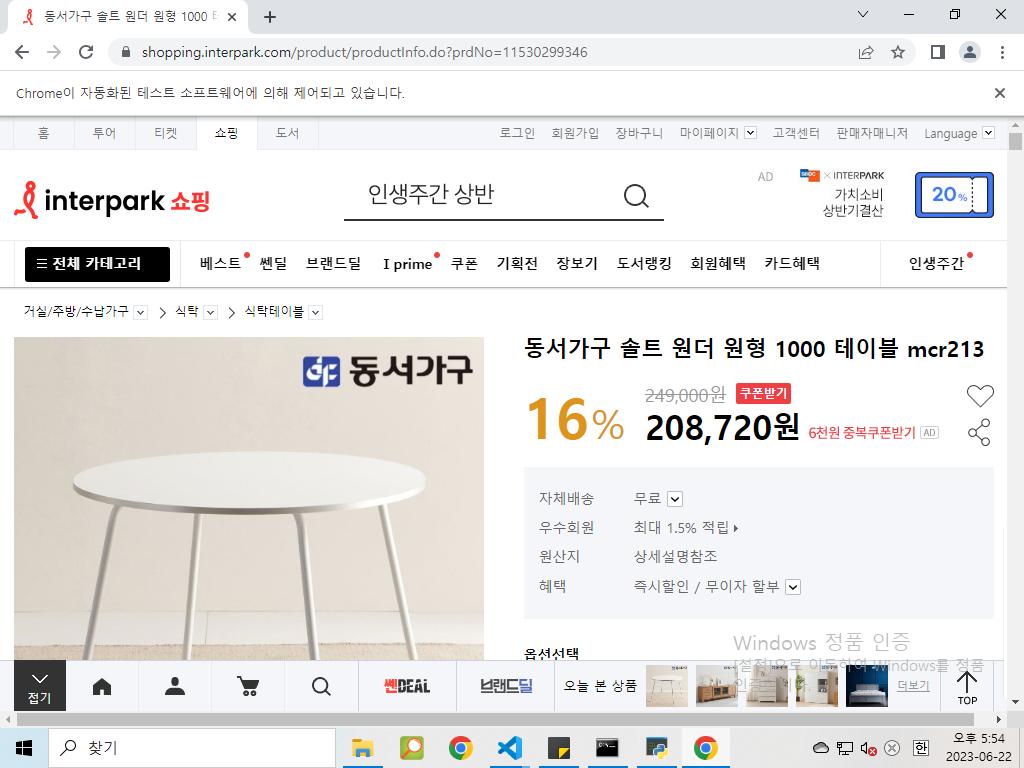 동서가구 솔트 원더 원형 1000 테
shopping.interpark.com/product/productInfo.do?prdNo=11530299346
Chrome이 자동화된 테스트 소프트웨어에 의해 제어되고 있습니다.
홈 투어 티켓 쇼핑 도서 로그인 회원가입 장바구니 마이페이지 고객센터 판매자매니저 Language
interpark 쇼핑
인생주간 상반
AD
× INTERPARK
가치소비
상반기결산
20%
전체 카테고리 베스트 쎈딜 브랜드딜 I prime 쿠폰 기획전 장보기 도서랭킹 회원혜택 카드혜택 인생주간
거실/주방/수납가구 > 식탁 > 식탁테이블
동서가구
동서가구 솔트 원더 원형 1000 테이블 mcr213
16%
249,000원 쿠폰받기
208,720원 6천원 중복쿠폰받기 AD
자체배송 무료
우수회원 최대 1.5% 적립
원산지 상세설명참조
혜택 즉시할인 / 무이자 할부
옵션선택
Windows 정품 인증
[설정]으로 이동하여 Windows를 정품
접기
쎈DEAL
브랜드딜
오늘 본 상품
더보기
TOP
찾기
한
오후 5:54
2023-06-22